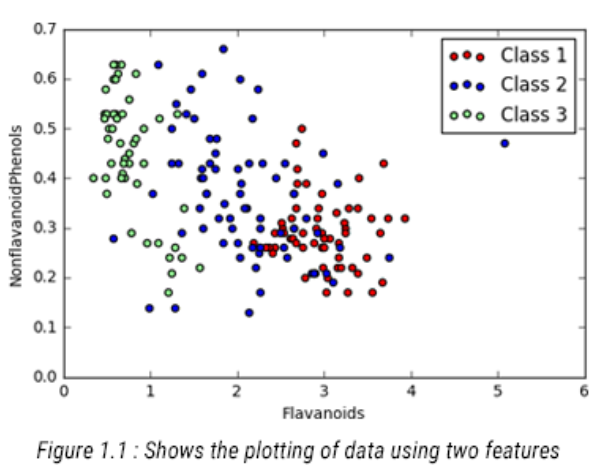 0.7
0.6
0.5
0.4
0.3
0.2
0.1
0.0
NonflavanoidPhenols
Class 1
Class 2
Class 3
0 1 2 3 4 5 6
Flavanoids
Figure 1.1 : Shows the plotting of data using two features